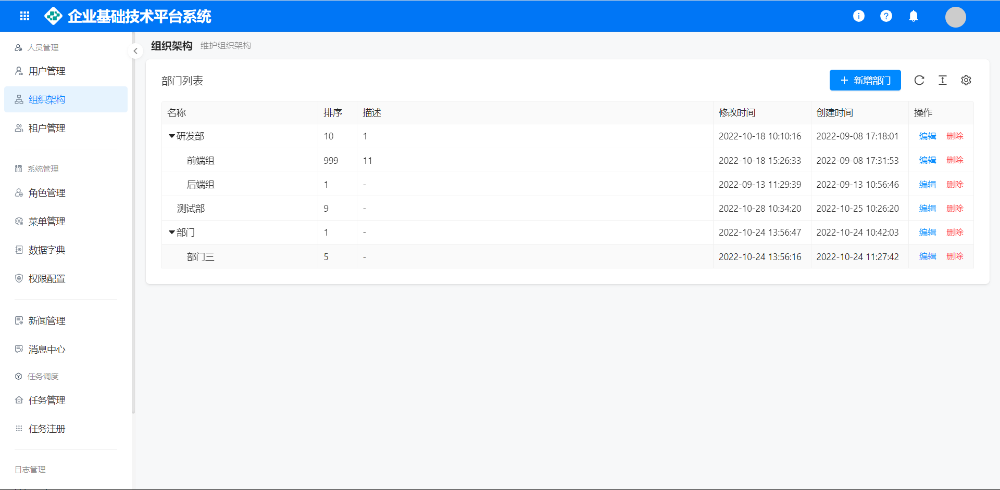 企业基础技术平台系统
人员管理
用户管理
组织架构
租户管理
系统管理
角色管理
菜单管理
数据字典
权限配置
新闻管理
消息中心
任务调度
任务管理
任务注册
日志管理
组织架构 维护组织架构
部门列表
新增部门
名称 排序 描述 修改时间 创建时间 操作
研发部 10 1 2022-10-18 10:10:16 2022-09-08 17:18:01 编辑 删除
前端组 999 11 2022-10-18 15:26:33 2022-09-08 17:31:53 编辑 删除
后端组 1 - 2022-09-13 11:29:39 2022-09-13 10:56:46 编辑 删除
测试部 9 - 2022-10-28 10:34:20 2022-10-25 10:26:20 编辑 删除
部门 1 - 2022-10-24 13:56:47 2022-10-24 10:42:03 编辑 删除
部门三 5 - 2022-10-24 13:56:16 2022-10-24 11:27:42 编辑 删除